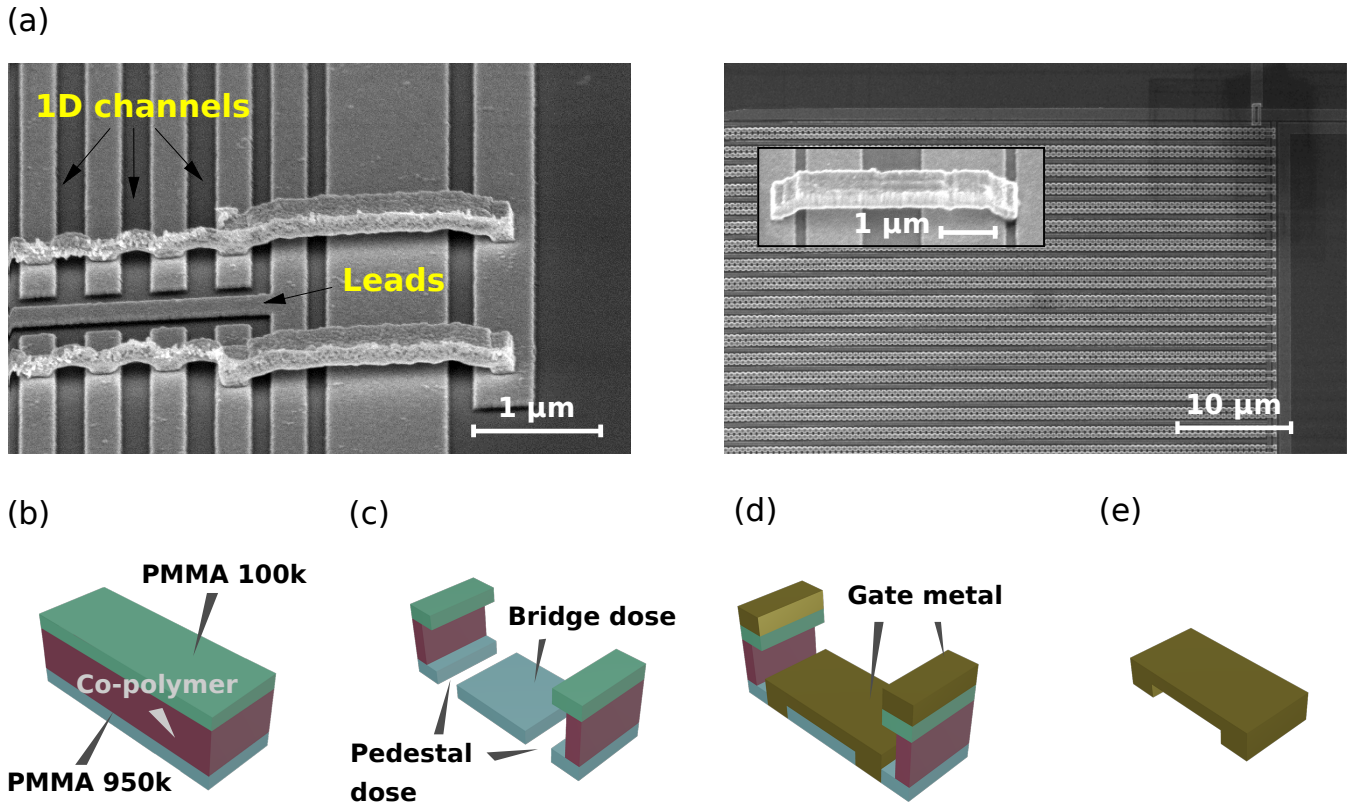 (a)
1D channels
Leads
1 μm
1 μm
10 μm
(b)
(c)
(d)
(e)
PMMA 100k
Co-polymer
PMMA 950k
Bridge dose
Pedestal
dose
Gate metal